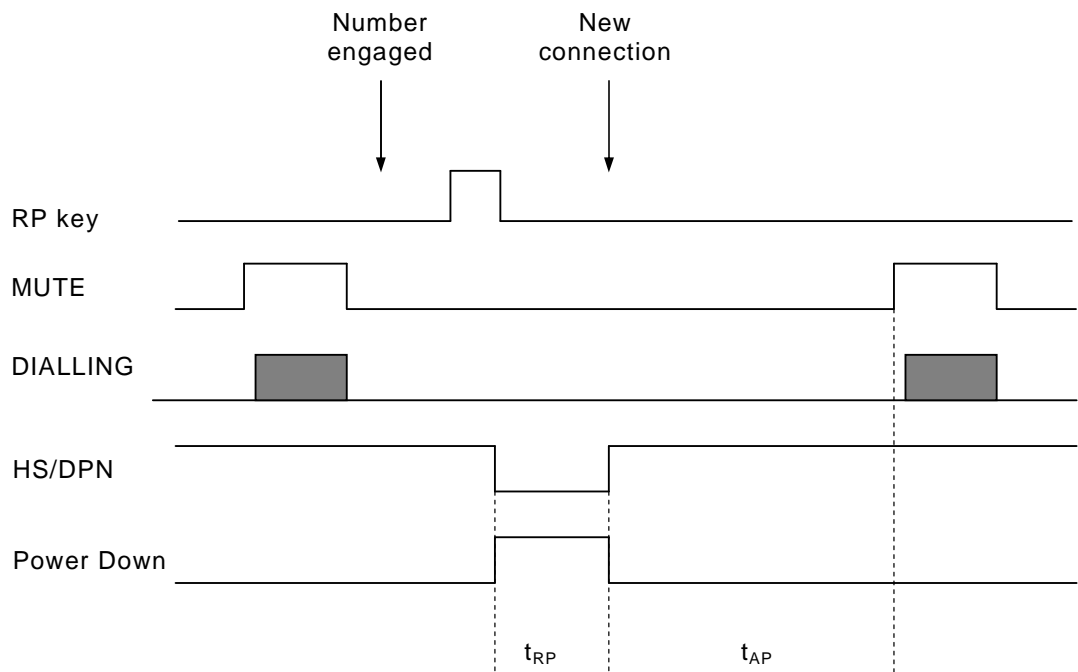 Number
engaged
New
connection
RP key
MUTE
DIALLING
HS/DPN
Power Down
tRP
tAP